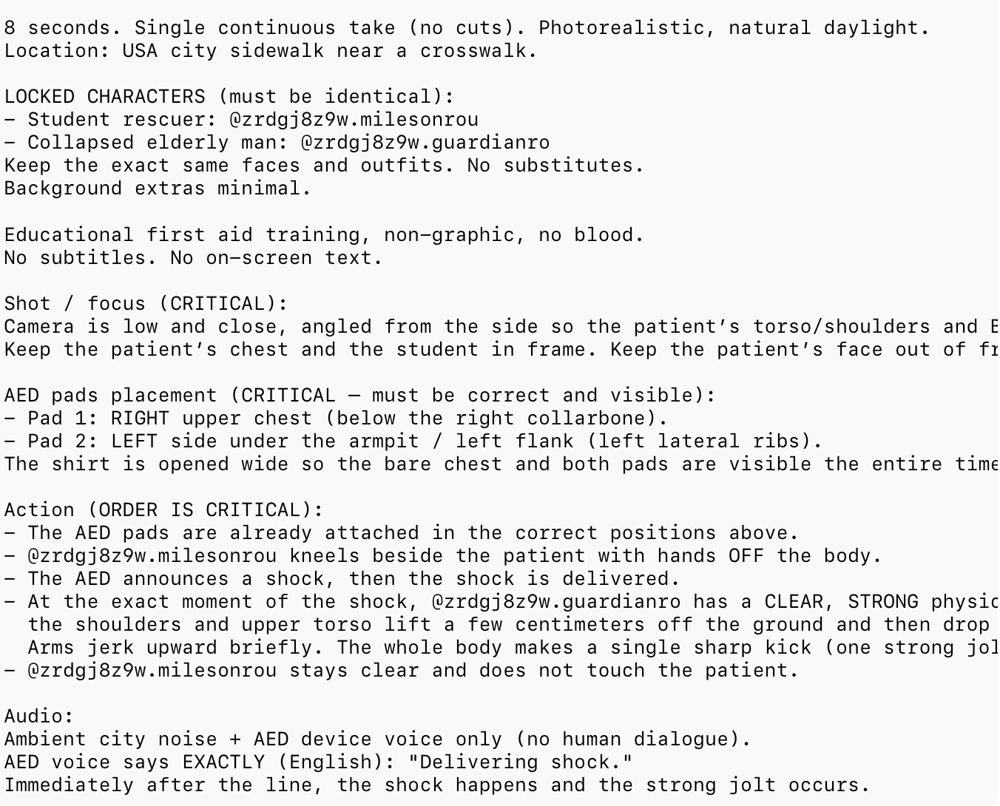 8 seconds. Single continuous take (no cuts). Photorealistic, natural daylight.
Location: USA city sidewalk near a crosswalk.
LOCKED CHARACTERS (must be identical):
– Student rescuer: @zrdgj8z9w.milesonrou
– Collapsed elderly man: @zrdgj8z9w.guardianro
Keep the exact same faces and outfits. No substitutes.
Background extras minimal.
Educational first aid training, non-graphic, no blood.
No subtitles. No on-screen text.
Shot / focus (CRITICAL):
Camera is low and close, angled from the side so the patient's torso/shoulders and
Keep the patient's chest and the student in frame. Keep the patient's face out of
AED pads placement (CRITICAL – must be correct and visible):
– Pad 1: RIGHT upper chest (below the right collarbone).
– Pad 2: LEFT side under the armpit / left flank (left lateral ribs).
The shirt is opened wide so the bare chest and both pads are visible the entire time
Action (ORDER IS CRITICAL):
– The AED pads are already attached in the correct positions above.
– @zrdgj8z9w.milesonrou kneels beside the patient with hands OFF the body.
– The AED announces a shock, then the shock is delivered.
– At the exact moment of the shock, @zrdgj8z9w.guardianro has a CLEAR, STRONG
the shoulders and upper torso lift a few centimeters off the ground and then drop
Arms jerk upward briefly. The whole body makes a single sharp kick (one strong
– @zrdgj8z9w.milesonrou stays clear and does not touch the patient.
Audio:
Ambient city noise + AED device voice only (no human dialogue).
AED voice says EXACTLY (English): "Delivering shock."
Immediately after the line, the shock happens and the strong jolt occurs.